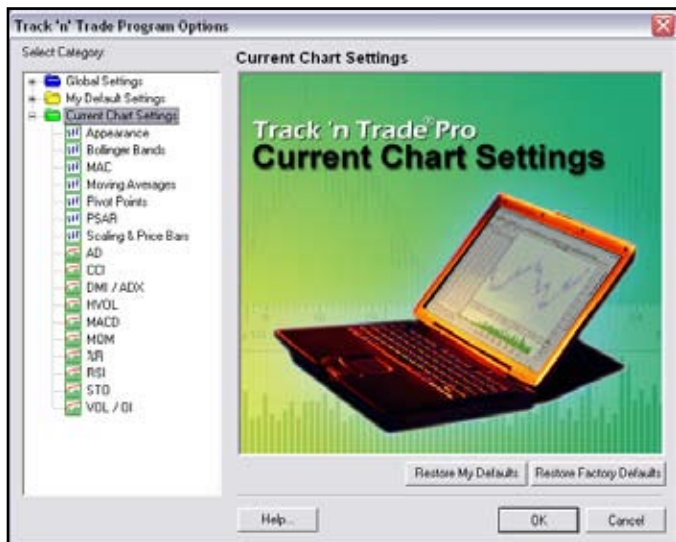 Track 'n' Trade Program Options
Select Category:
Global Settings
My Default Settings
Current Chart Settings
Appearance
Bollinger Bands
MAC
Moving Averages
Pivot Points
PSAR
Scaling & Price Bars
AD
CCI
DMI / ADX
HVOL
MACD
MOM
%R
RSI
STO
VOL / OI
Current Chart Settings
Track 'n Trade® Pro
Current Chart Settings
Restore My Defaults
Restore Factory Defaults
Help...
OK
Cancel